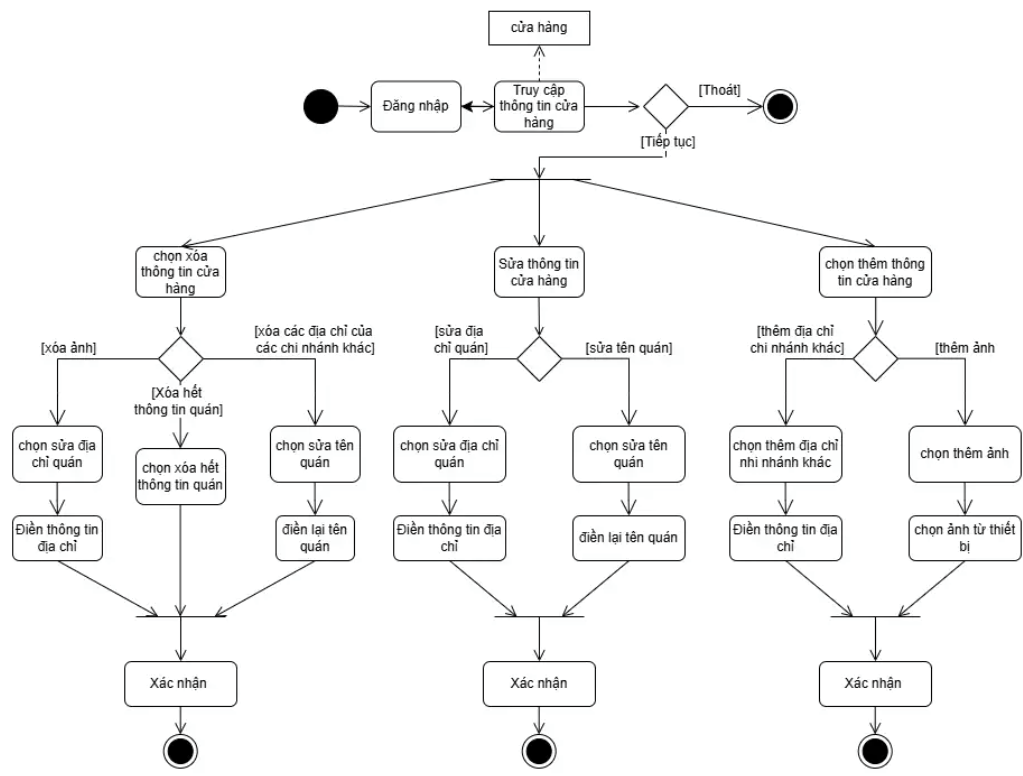 cửa hàng
Đăng nhập
Truy cập
thông tin cửa
hàng
[Thoát]
[Tiếp tục]
chọn xóa
thông tin cửa
hàng
Sửa thông tin
cửa hàng
chọn thêm thông
tin cửa hàng
[xóa ảnh]
[xóa các địa chỉ của
các chi nhánh khác]
[Xóa hết
thông tin quán]
[sửa địa
chỉ quán]
[sửa tên quán]
[thêm địa chỉ
chi nhánh khác]
[thêm ảnh
chọn sửa địa
chỉ quán
chọn xóa hết
thông tin quán
chọn sửa tên
quán
chọn sửa địa chỉ
quán
chọn sửa tên
quán
chọn thêm địa chỉ
nhi nhánh khác
chọn thêm ảnh
Điền thông tin
địa chỉ
điền lại tên
quán
Điền thông tin địa
chỉ
điền lại tên quán
Điền thông tin địa
chỉ
chọn ảnh từ thiết
bị
Xác nhận
Xác nhận
Xác nhận